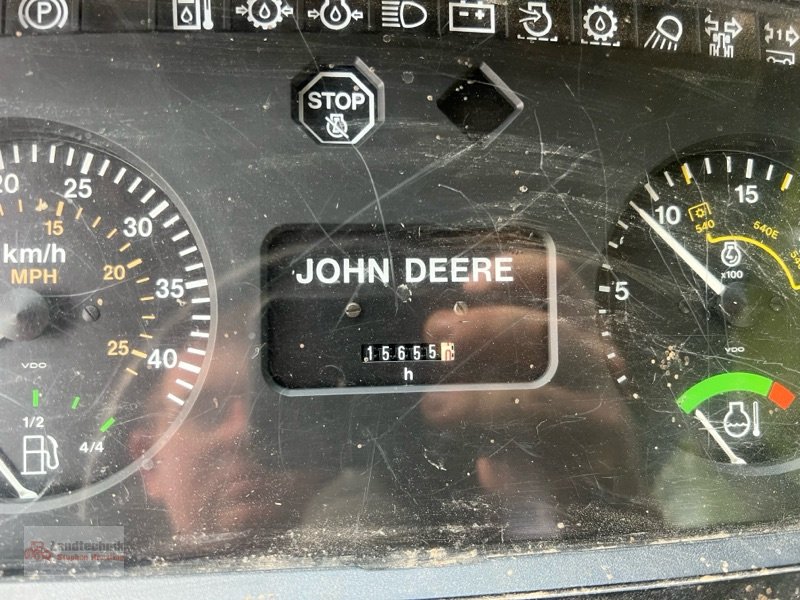 P
STOP
20
25
30
35
40
15
20
25
km/h
MPH
VDO
1/2
4/4
JOHN DEERE
15655
h
5
10
15
540
540E
x100
VDO
Landtechnik